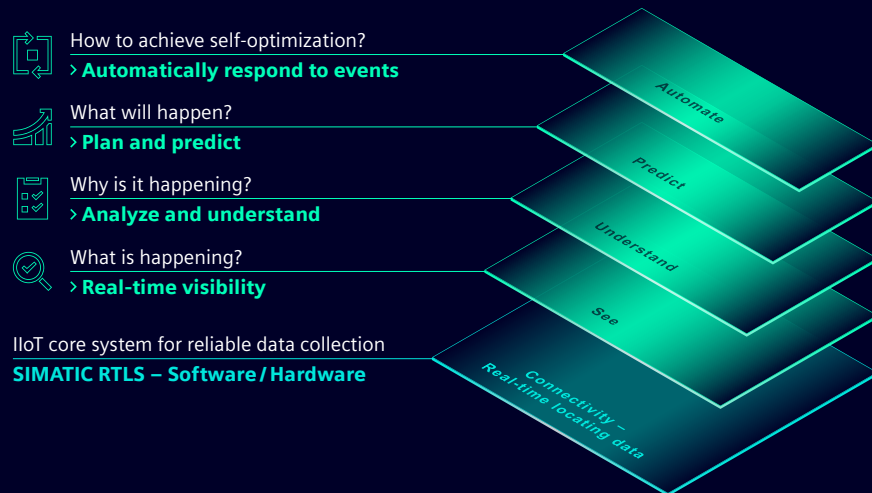 How to achieve self-optimization?
> Automatically respond to events
What will happen?
> Plan and predict
Why is it happening?
> Analyze and understand
What is happening?
> Real-time visibility
IIoT core system for reliable data collection
SIMATIC RTLS – Software/Hardware
Automate
Predict
Understand
See
Connectivity –
Real-time locating data